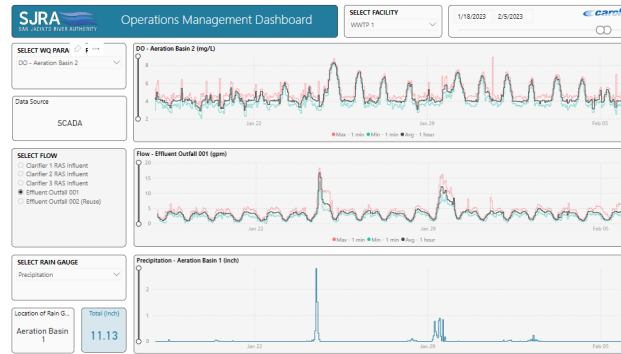 SJRA
SAN JACINTO RIVER AUTHORITY
Operations Management Dashboard
SELECT FACILITY
WWTP 1
1/18/2023 2/5/2023
SELECT WQ PARA
DO - Aeration Basin 2
Data Source
SCADA
DO - Aeration Basin 2 (mg/L)
8
6
4
2
Jan 22 Jan 29 Feb 05
Max - 1 min Min - 1 min Avg - 1 hour
SELECT FLOW
Clarifier 1 RAS Influent
Clarifier 2 RAS Influent
Clarifier 3 RAS Influent
Effluent Outfall 001
Effluent Outfall 002 (Reuse)
Flow - Effluent Outfall 001 (gpm)
20
15
10
5
0
Jan 22 Jan 29 Feb 05
Max - 1 min Min - 1 min Avg - 1 hour
SELECT RAIN GAUGE
Precipitation
Location of Rain G...
Aeration Basin
1
Total (Inch)
11.13
Precipitation - Aeration Basin 1 (Inch)
2
1
0
Jan 22 Jan 29 Feb 05